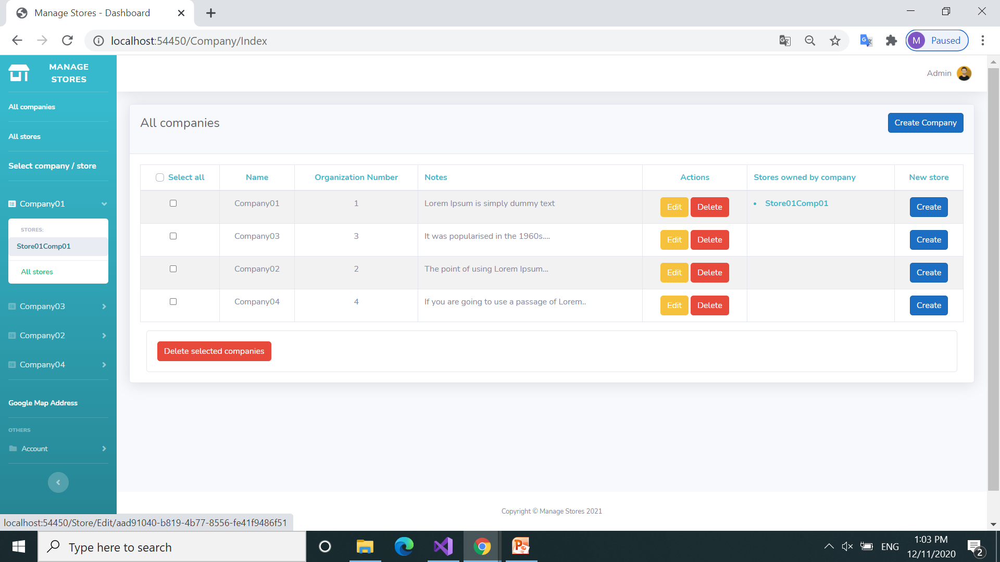 Manage Stores - Dashboard
localhost:54450/Company/Index
M Paused
MANAGE
STORES
Admin
All companies
All stores
Select company / store
Company01
STORES:
Store01Comp01
All stores
Company03
Company02
Company04
Google Map Address
OTHERS
Account
All companies
Create Company
Select all Name Organization Number Notes Actions Stores owned by company New store
Company01 1 Lorem Ipsum is simply dummy text Edit Delete • Store01Comp01 Create
Company03 3 It was popularised in the 1960s.... Edit Delete Create
Company02 2 The point of using Lorem Ipsum... Edit Delete Create
Company04 4 If you are going to use a passage of Lorem.. Edit Delete Create
Delete selected companies
Copyright © Manage Stores 2021
localhost:54450/Store/Edit/aad91040-b819-4b77-8556-fe41f9486f51
Type here to search
ENG
1:03 PM
12/11/2020
2